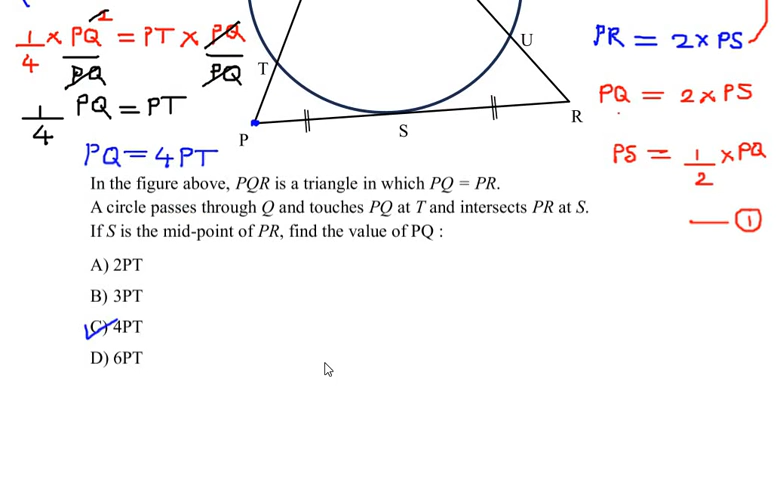 1/4 × PQ² = PT × PQ
PQ PQ
1/4 PQ = PT
PQ = 4 PT
T
U
P
S
R
PR = 2 × PS
PQ = 2 × PS
PS = 1/2 × PQ
— ①
In the figure above, PQR is a triangle in which PQ = PR.
A circle passes through Q and touches PQ at T and intersects PR at S.
If S is the mid-point of PR, find the value of PQ :
A) 2PT
B) 3PT
C) 4PT
D) 6PT